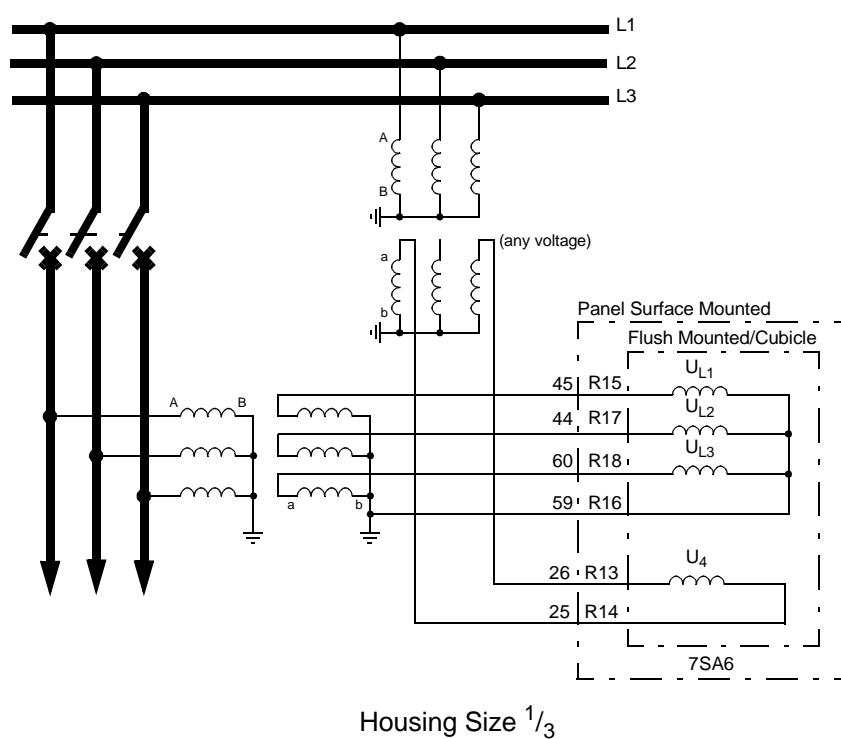 L1
L2
L3
A
B
a
(any voltage)
b
Panel Surface Mounted
Flush Mounted/Cubicle
45 R15 UL1
A B
44 R17 UL2
60 R18 UL3
a b
59 R16
26 R13 U4
25 R14
7SA6
Housing Size 1/3